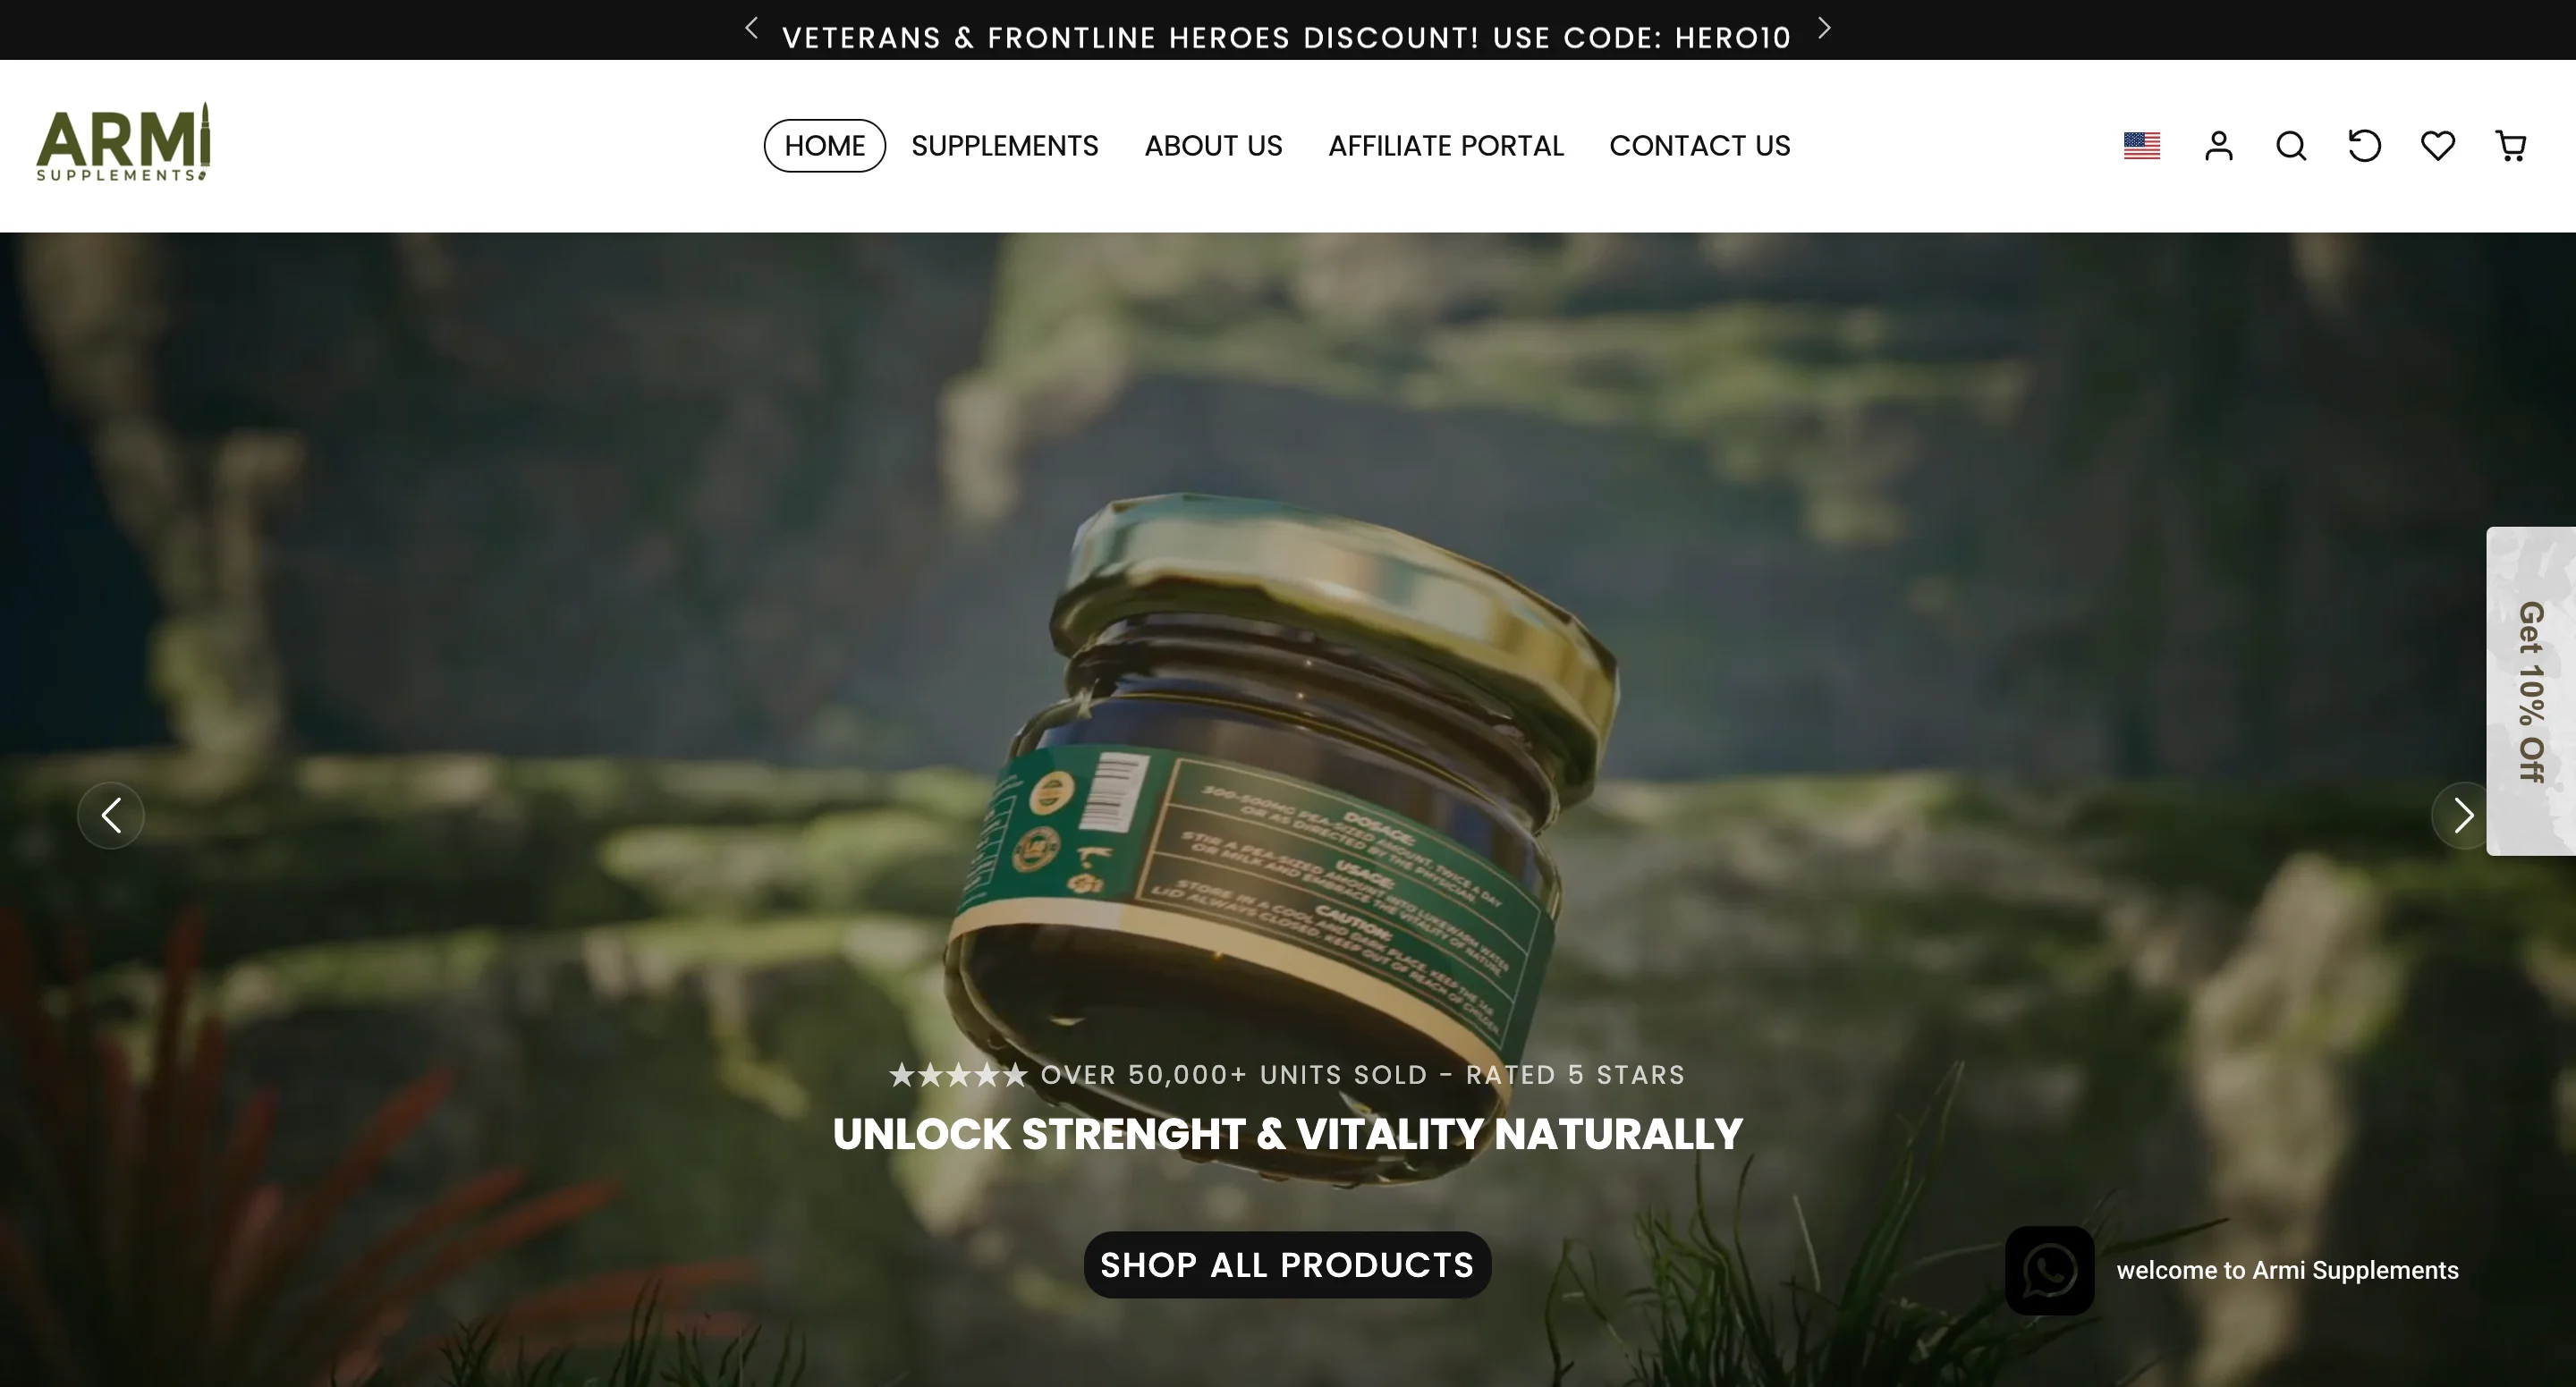 VETERANS & FRONTLINE HEROES DISCOUNT! USE CODE: HERO10
ARMI
SUPPLEMENTS
HOME
SUPPLEMENTS
ABOUT US
AFFILIATE PORTAL
CONTACT US
Get 10% Off
DOSAGE:
300-500MG PEA-SIZED AMOUNT, TWICE A DAY
OR AS DIRECTED BY THE PHYSICIAN.
USAGE:
STIR A PEA-SIZED AMOUNT INTO LUKEWARM WATER
OR MILK AND EMBRACE THE VITALITY OF NATURE.
CAUTION:
STORE IN A COOL AND DARK PLACE. KEEP THE JAR
LID ALWAYS CLOSED. KEEP OUT OF REACH OF
★★★★★ OVER 50,000+ UNITS SOLD - RATED 5 STARS
UNLOCK STRENGHT & VITALITY NATURALLY
SHOP ALL PRODUCTS
welcome to Armi Supplements